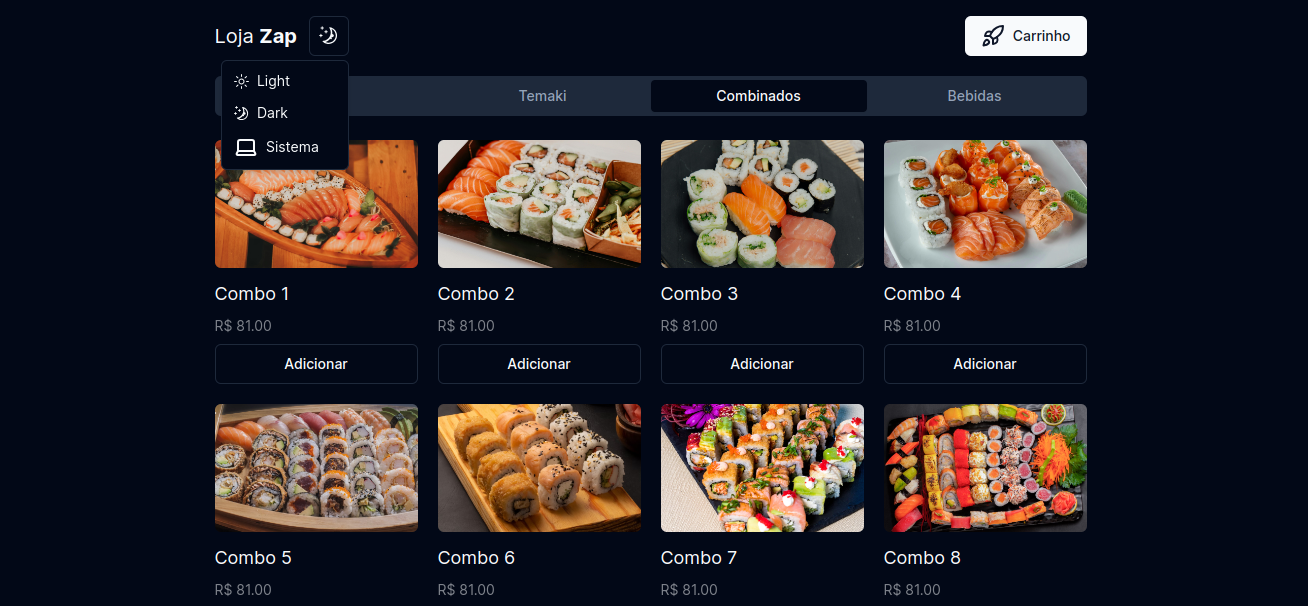 Loja Zap
Carrinho
Light
Dark
Sistema
Temaki
Combinados
Bebidas
Combo 1
Combo 2
Combo 3
Combo 4
R$ 81.00
R$ 81.00
R$ 81.00
R$ 81.00
Adicionar
Adicionar
Adicionar
Adicionar
Combo 5
Combo 6
Combo 7
Combo 8
R$ 81.00
R$ 81.00
R$ 81.00
R$ 81.00